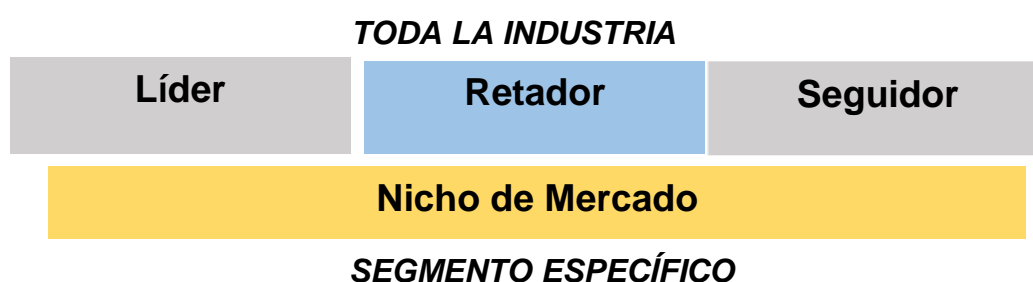 TODA LA INDUSTRIA
Líder
Retador
Seguidor
Nicho de Mercado
SEGMENTO ESPECÍFICO